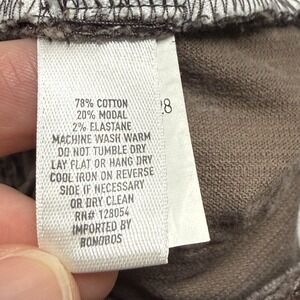 78% COTTON
20% MODAL
2% ELASTANE
MACHINE WASH WARM
DO NOT TUMBLE DRY
LAY FLAT OR HANG DRY
COOL IRON ON REVERSE
SIDE IF NECESSARY
OR DRY CLEAN
RN# 128054
IMPORTED BY
BONOBOS
8